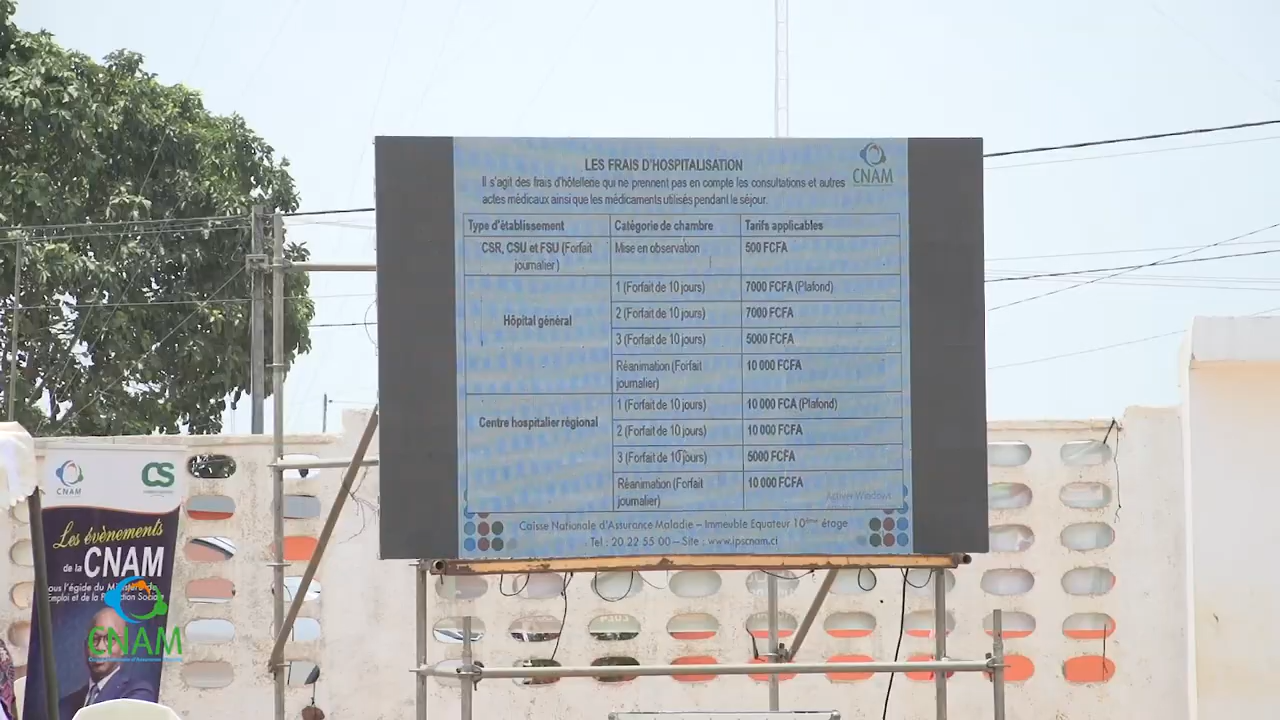 LES FRAIS D'HOSPITALISATION
CNAM
Il s'agit des frais d'hôtellerie qui ne prennent pas en compte les consultations et autres
actes médicaux ainsi que les médicaments utilisés pendant le séjour.
Type d'établissement Catégorie de chambre Tarifs applicables
CSR, CSU et FSU (Forfait journalier) Mise en observation 500 FCFA
Hôpital général
1 (Forfait de 10 jours) 7000 FCFA (Plafond)
2 (Forfait de 10 jours) 7000 FCFA
3 (Forfait de 10 jours) 5000 FCFA
Réanimation (Forfait journalier) 10 000 FCFA
Centre hospitalier régional
1 (Forfait de 10 jours) 10 000 FCA (Plafond)
2 (Forfait de 10 jours) 10 000 FCFA
3 (Forfait de 10 jours) 5000 FCFA
Réanimation (Forfait journalier) 10 000 FCFA
Activer Windows
Caisse Nationale d'Assurance Maladie – Immeuble Equateur 10ème étage
Tel : 20 22 55 00 – Site : www.ipscnam.ci
CNAM
CS
Les évènements
de la CNAM
sous l'égide du
CNAM